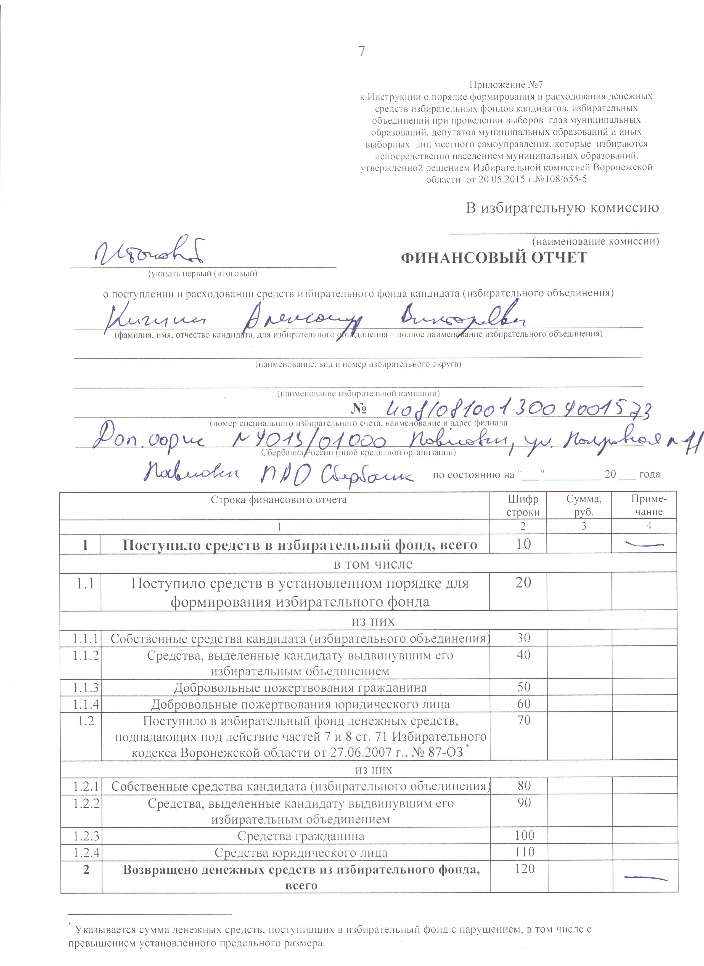 7
Приложение №7
к Инструкции о порядке формирования и расходования денежных
средств избирательных фондов кандидатов, избирательных
объединений при проведении выборов глав муниципальных
образований, депутатов муниципальных образований и иных
выборных лиц местного самоуправления, которые избираются
непосредственно населением муниципальных образований,
утвержденной решением Избирательной комиссией Воронежской
области от 20.05.2015 г.№108/655-5
В избирательную комиссию
(наименование комиссии)
Итоговый
(указать первый (итоговый)
ФИНАНСОВЫЙ ОТЧЕТ
о поступлении и расходовании средств избирательного фонда кандидата (избирательного объединения)
Александр Викторович
(фамилия, имя, отчество кандидата, для избирательного объединения – полное наименование избирательного объединения)
(наименование, вид и номер избирательного округа)
(наименование избирательной кампании)
№ 40810810013004001573
(номер специального избирательного счета, наименование и адрес филиала
Доп. офис №9013/01000 Павловск, ул. Покровская
Сбербанка России (иной кредитной организации)
Павловск ПАО Сбербанк по состоянию на "___" ____________ 20 ___ года
Строка финансового отчета Шифр строки Сумма, руб. Приме-чание
1 2 3 4
1 Поступило средств в избирательный фонд, всего 10 —
в том числе
1.1 Поступило средств в установленном порядке для 20
формирования избирательного фонда
из них
1.1.1 Собственные средства кандидата (избирательного объединения) 30
1.1.2 Средства, выделенные кандидату выдвинувшим его 40
избирательным объединением
1.1.3 Добровольные пожертвования гражданина 50
1.1.4 Добровольные пожертвования юридического лица 60
1.2 Поступило в избирательный фонд денежных средств, 70
подпадающих под действие частей 7 и 8 ст. 71 Избирательного
кодекса Воронежской области от 27.06.2007 г., № 87-ОЗ*
из них
1.2.1 Собственные средства кандидата (избирательного объединения) 80
1.2.2 Средства, выделенные кандидату выдвинувшим его 90
избирательным объединением
1.2.3 Средства гражданина 100
1.2.4 Средства юридического лица 110
2 Возвращено денежных средств из избирательного фонда, 120 —
всего
* Указывается сумма денежных средств, поступивших в избирательный фонд с нарушением, в том числе с
превышением установленного предельного размера.